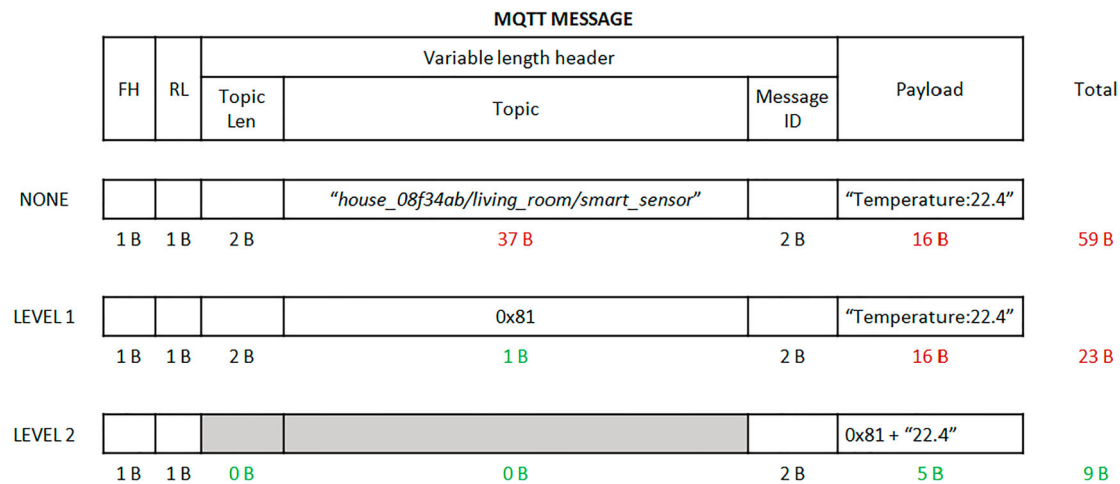 MQTT MESSAGE
FH RL Variable length header Payload Total
Topic Len Topic Message ID
NONE "house_08f34ab/living_room/smart_sensor" "Temperature:22.4"
1 B 1 B 2 B 37 B 2 B 16 B 59 B
LEVEL 1 0x81 "Temperature:22.4"
1 B 1 B 2 B 1 B 2 B 16 B 23 B
LEVEL 2 0x81 + "22.4"
1 B 1 B 0 B 0 B 2 B 5 B 9 B